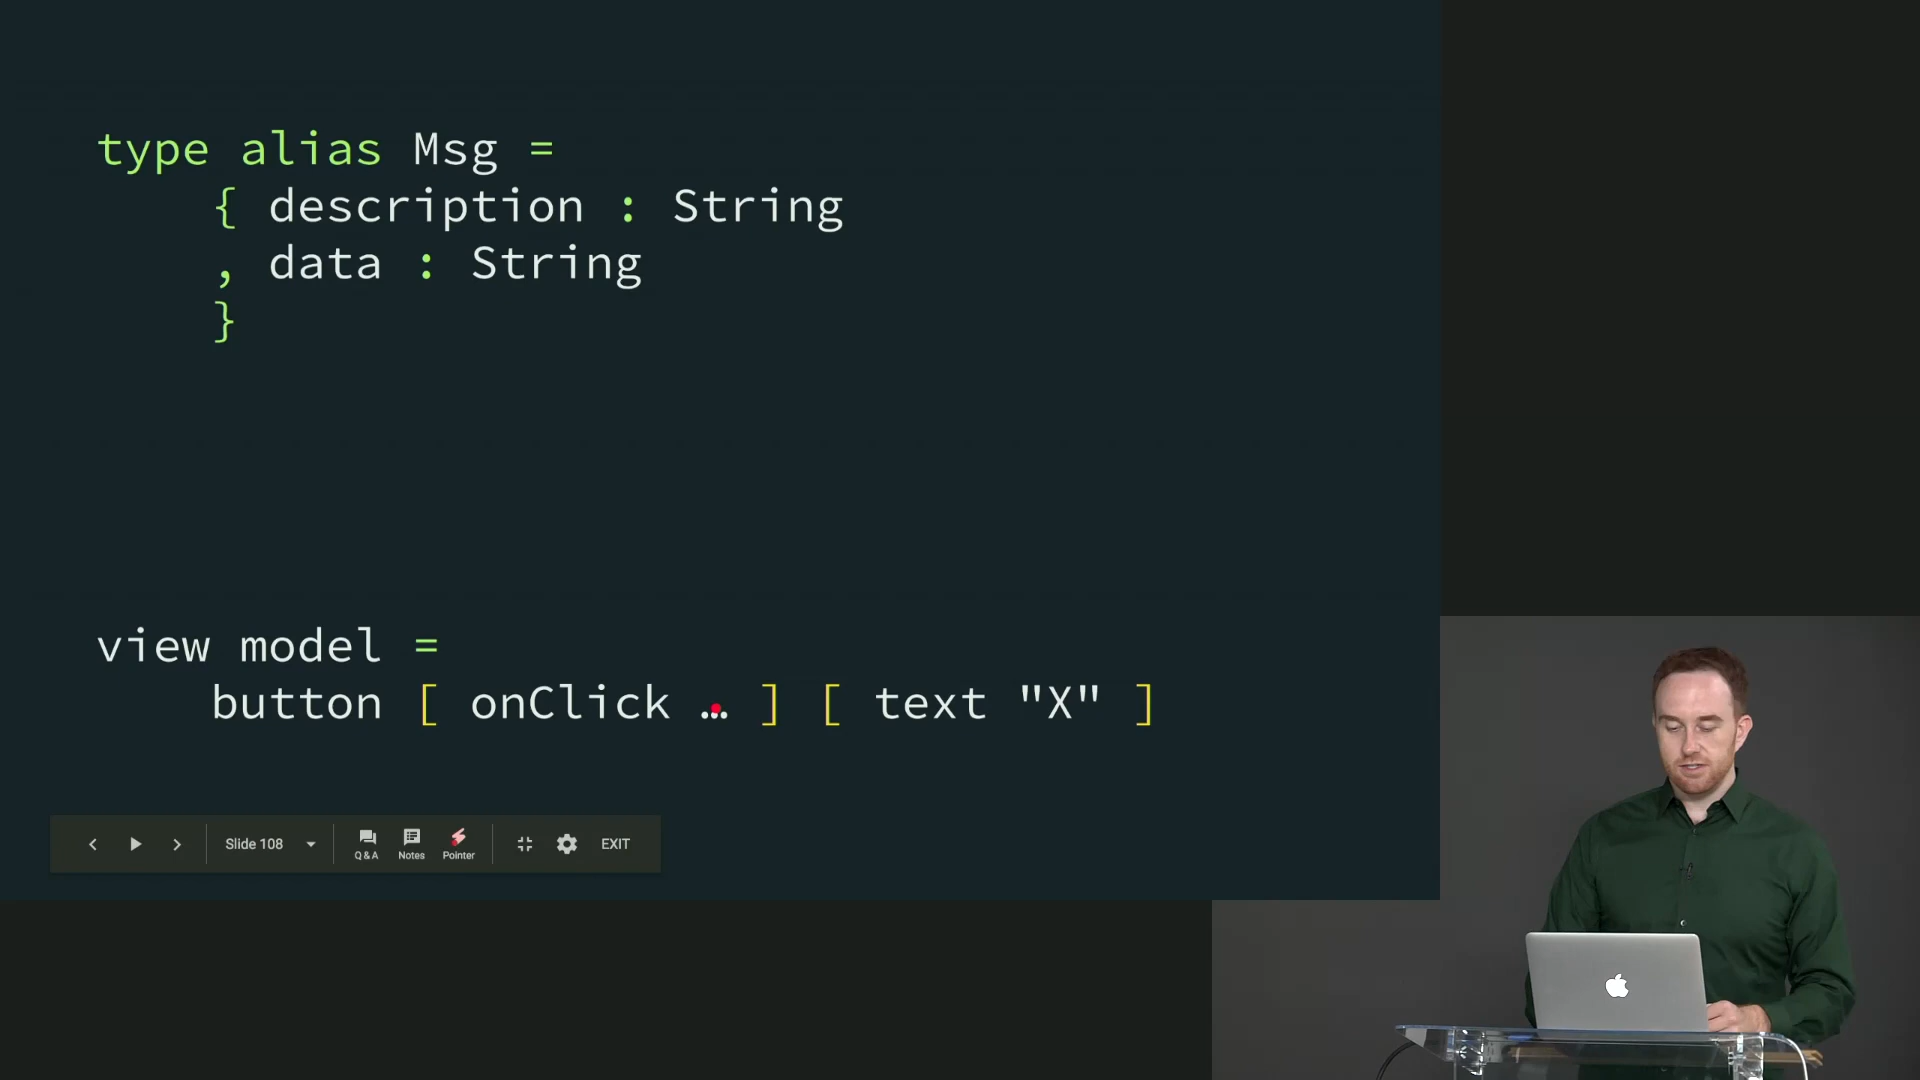 type alias Msg =
{ description : String
, data : String
}
view model =
button [ onClick … ] [ text "X" ]
Slide 108
Q & A
Notes
Pointer
EXIT